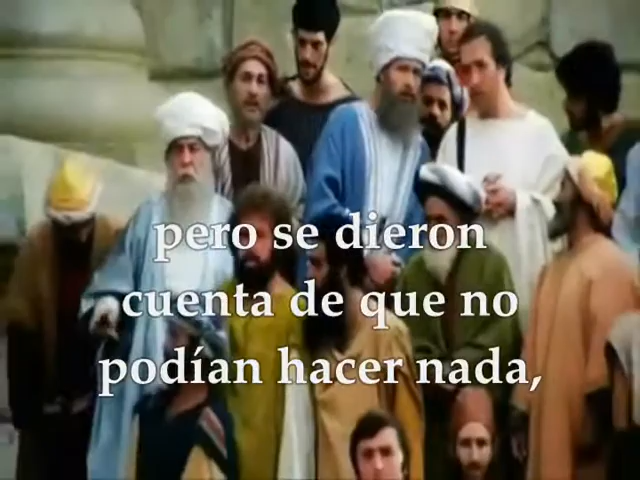 pero se dieron
cuenta de que no
podían hacer nada,